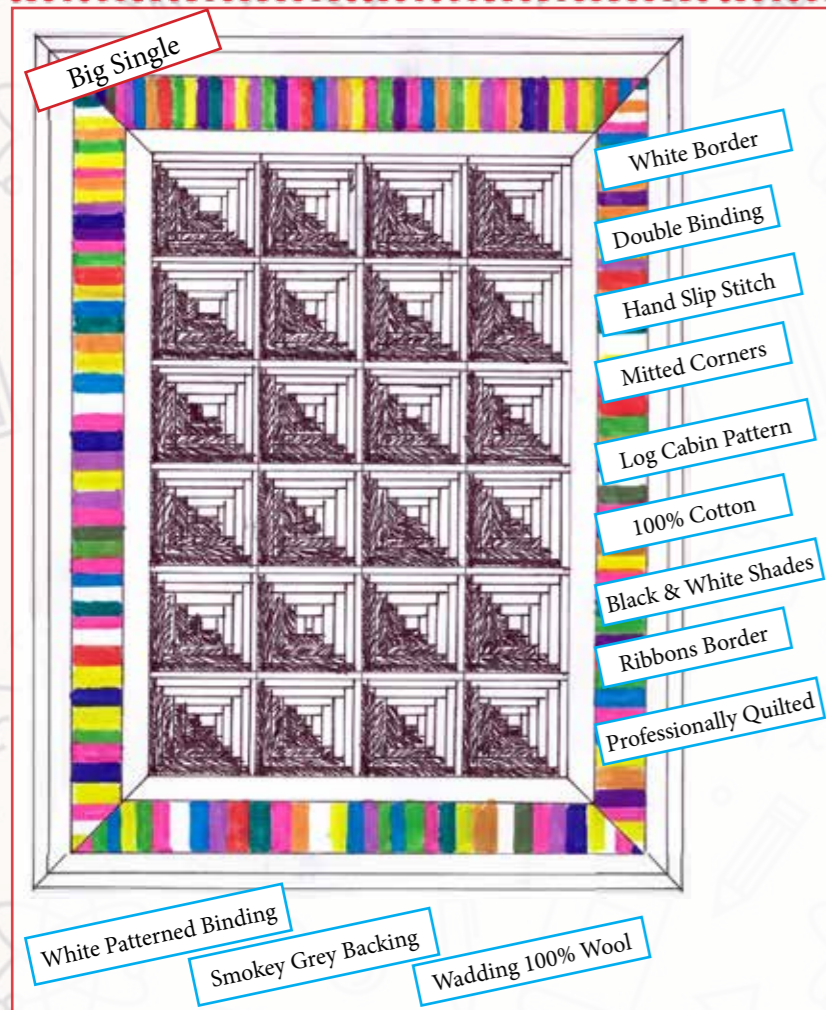 Big Single
White Border
Double Binding
Hand Slip Stitch
Mitted Corners
Log Cabin Pattern
100% Cotton
Black & White Shades
Ribbons Border
Professionally Quilted
White Patterned Binding
Smokey Grey Backing
Wadding 100% Wool